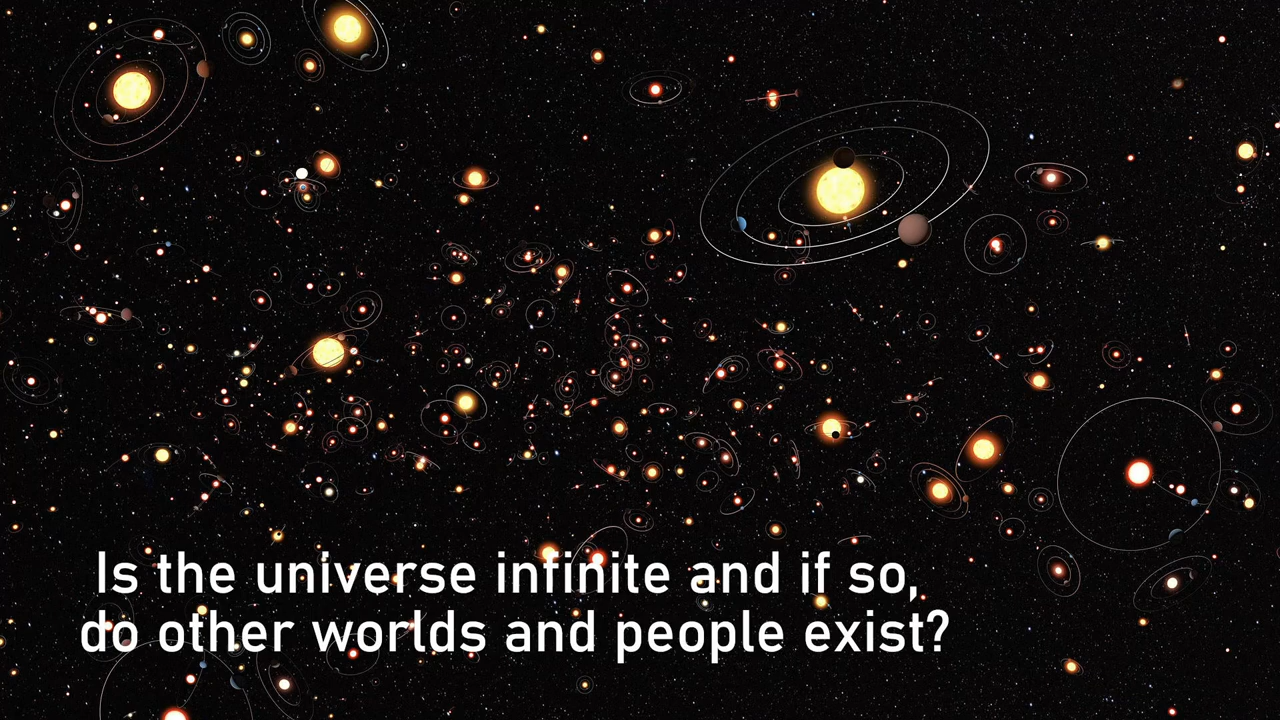 Is the universe infinite and if so,
do other worlds and people exist?